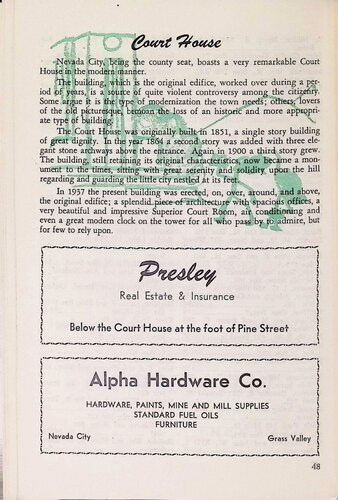 Court House
Nevada City, being the county seat, boasts a very remarkable Court
House in the modern manner.
The building, which is the original edifice, worked over during a per-
iod of years, is a source of quite violent controversy among the citizenry.
Some argue it is just the modernization the town needs; others, lovers
of the old picturesque, bemoan the loss of an historic and more appropri-
ate type of building.
The Court House was originally built in 1851, a single story building
of great dignity. In the year 1864 a second story was added with three ele-
gant stone archways above the entrance. Again in 1900 a third story grew.
The building, still retaining its original characteristics, now became a mon-
ument to the times, sitting with great serenity and solidity, upon the hill
regarding and guarding the little city nestled at its feet.
In 1937 the present building was erected, on, over, around, and above,
the original edifice; a splendid piece of architecture with spacious offices, a
very beautiful and impressive Superior Court Room, air conditioning and
even a great modern clock on the tower for all who pass by to admire, but
for few to rely upon.
Presley
Real Estate & Insurance
Below the Court House at the foot of Pine Street
Alpha Hardware Co.
HARDWARE, PAINTS, MINE AND MILL SUPPLIES
STANDARD FUEL OILS
FURNITURE
Nevada City Grass Valley
48